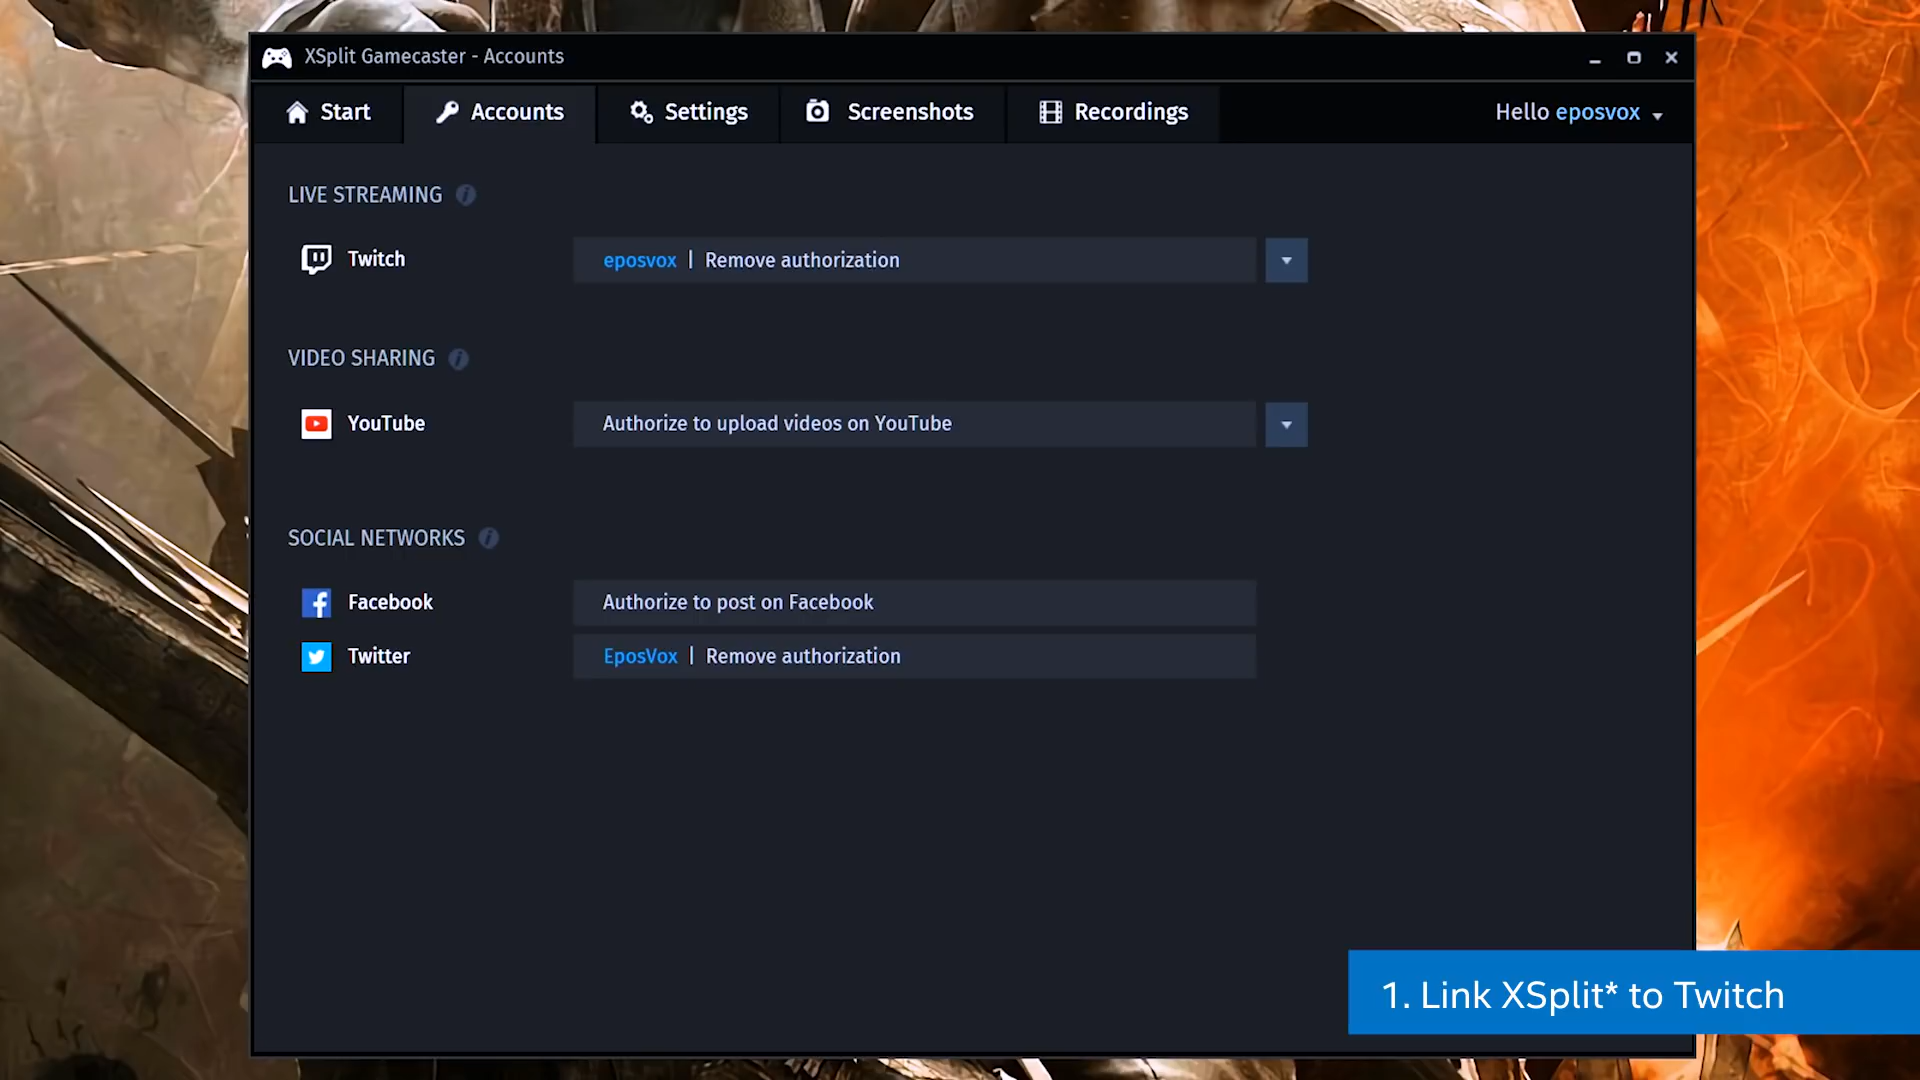 XSplit Gamecaster - Accounts
Start
Accounts
Settings
Screenshots
Recordings
Hello eposvox
LIVE STREAMING
Twitch
eposvox | Remove authorization
VIDEO SHARING
YouTube
Authorize to upload videos on YouTube
SOCIAL NETWORKS
Facebook
Authorize to post on Facebook
Twitter
EposVox | Remove authorization
1. Link XSplit* to Twitch